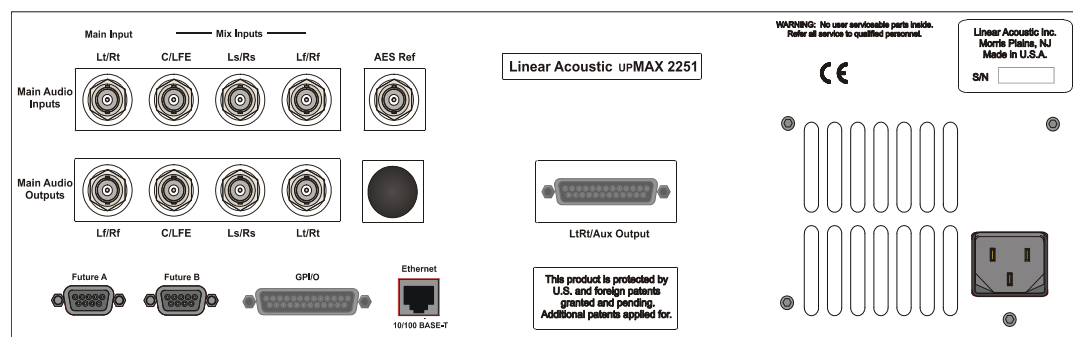 Main Input
Mix Inputs
Lt/Rt
C/LFE
Ls/Rs
Lf/Rf
AES Ref
Main Audio
Inputs
Main Audio
Outputs
Lf/Rf
C/LFE
Ls/Rs
Lt/Rt
Future A
Future B
GPI/O
Ethernet
10/100 BASE-T
Linear Acoustic UPMAX 2251
LtRt/Aux Output
This product is protected by
U.S. and foreign patents
granted and pending.
Additional patents applied for.
WARNING: No user serviceable parts inside.
Refer all service to qualified personnel.
CE
Linear Acoustic Inc.
Morris Plains, NJ
Made in U.S.A.
S/N